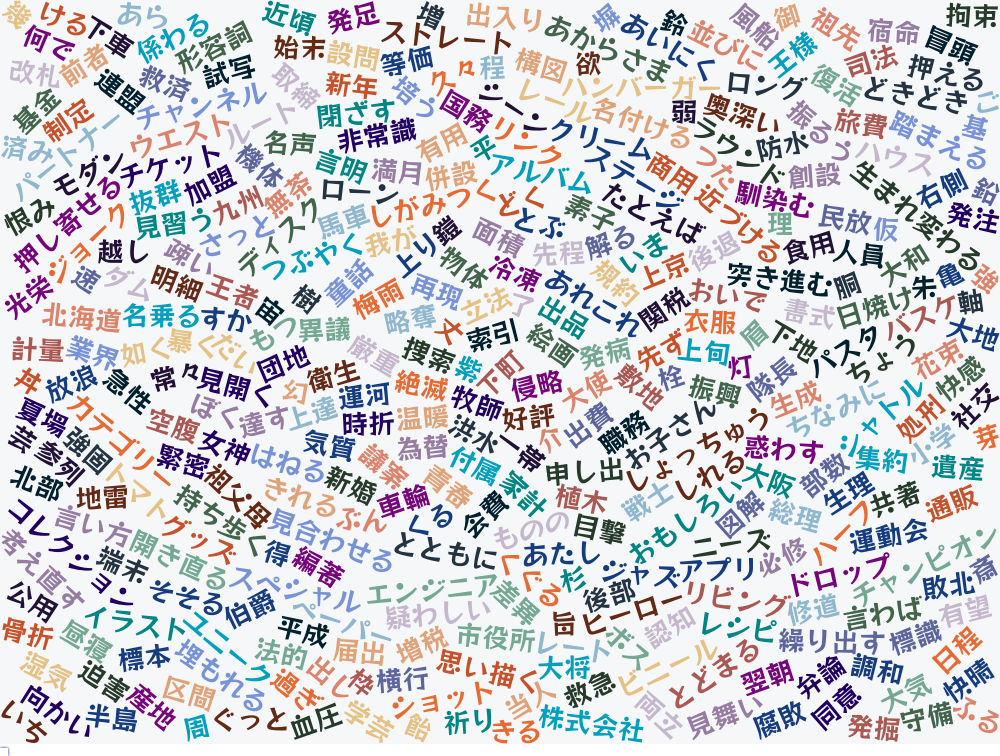 巻
ける
あら
近頃
発足
増
出入り
塀
鈴
風船
御
祖先
宿命
拘束
何で
下車
係わる
形容詞
始末
ストレート
あからさま
あいにく
並びに
王様
司法
冒頭
改札
前者
連盟
救済
試写
設問
等価
欲
構図
ハンバーガー
ロング
復活
押える
どきどき
基金
制定
チャンネル
取容
新年
培う
程
ジーン
レール
名付ける
弱
奥深い
振るう
旅費
踏まえる
基
済み
パートナー
モダン
ウエスト
ルート
名声
閉ざす
非常識
国務
リンク
クリーム
ラウンド
防水
ハウス
恨み
チケット
機体
言明
満月
有用
平
アルバム
ステージ
商用
つた
創設
生まれ変わる
右側
鉛
押し寄せる
抜群
加盟
無茶
ローン
併設
つくづく
たとえば
近づける
馴染む
民放
仮
発注
ジョーク
見習う
九州
さっと
ディスク
馬車
しがみつく
とぶ
素子
理
光栄
速
越し
疎い
つぶやく
我が
上り
鎧
面積
先程
解る
いま
後退
食用
人員
大和
強
ダム
明細
王者
宙
樹
童話
物体
冷凍
規約
上京
突き進む
胴
亀
北海道
名乗る
すか
もつ
異議
梅雨
再現
立法
了
あれこれ
関税
おいで
書式
日焼け
朱
軸
略奪
丈
索引
出品
衣服
眉
下地
パスタ
バスケ
大地
計量
業界
如く
暴く
だい
団地
厳重
捜索
紫
下町
絵画
発病
先ず
上旬
灯
ちょう
花束
丼
放浪
急性
常々
見開く
幻
衛生
絶滅
侵略
大使
敷地
栓
振興
隊長
快感
夏場
カテゴリー
空腹
ぼく
達す
上達
運河
時折
温暖
牧師
好評
介
出費
職務
お子さん
生成
ちなみに
シャトル
処刑
社交
芸
参列
強固
緊密
女神
気質
為替
洪水
一帯
しょっちゅう
惑わす
小学
芽
北部
地雷
トマト
祖父母
はねる
新婚
議案
青春
付属
家計
申し出
しれる
大阪
部数
集約
遺産
コレクション
言い方
グッズ
持ち歩く
きれる
ぶん
車輪
くる
会費
植木
戦士
おもしろい
図解
生理
共著
通販
考え直す
端末
開き直る
得
見合わせる
とともに
ものの
目撃
ニーズ
総理
ハーフ
運動会
公用
そそる
スペシャル
編著
エンジニア
くぐる
あたし
ジャズ
アプリ
必修
ドロップ
チャンピオン
骨折
イラスト
伯爵
ペーパー
疑わしい
差異
杉
後部
ヒーロー
リビング
修道
言わば
敗北
斎
昼寝
標本
ユニーク
平成
届出
増税
市役所
旨
レート
ボス
認知
レシピ
繰り出す
標識
有望
湿気
迫害
埋もれる
法的
出し
枠
横行
思い描く
大将
ビニール
とどまる
翌朝
弁論
調和
日程
向かい
産地
区間
過ぎ
ショット
当人
救急
両方
見舞い
腐敗
同意
大気
快晴
いち
半島
周
ぐっと
血圧
学芸
飴
祈り
きる
株式会社
発掘
守備
ふる